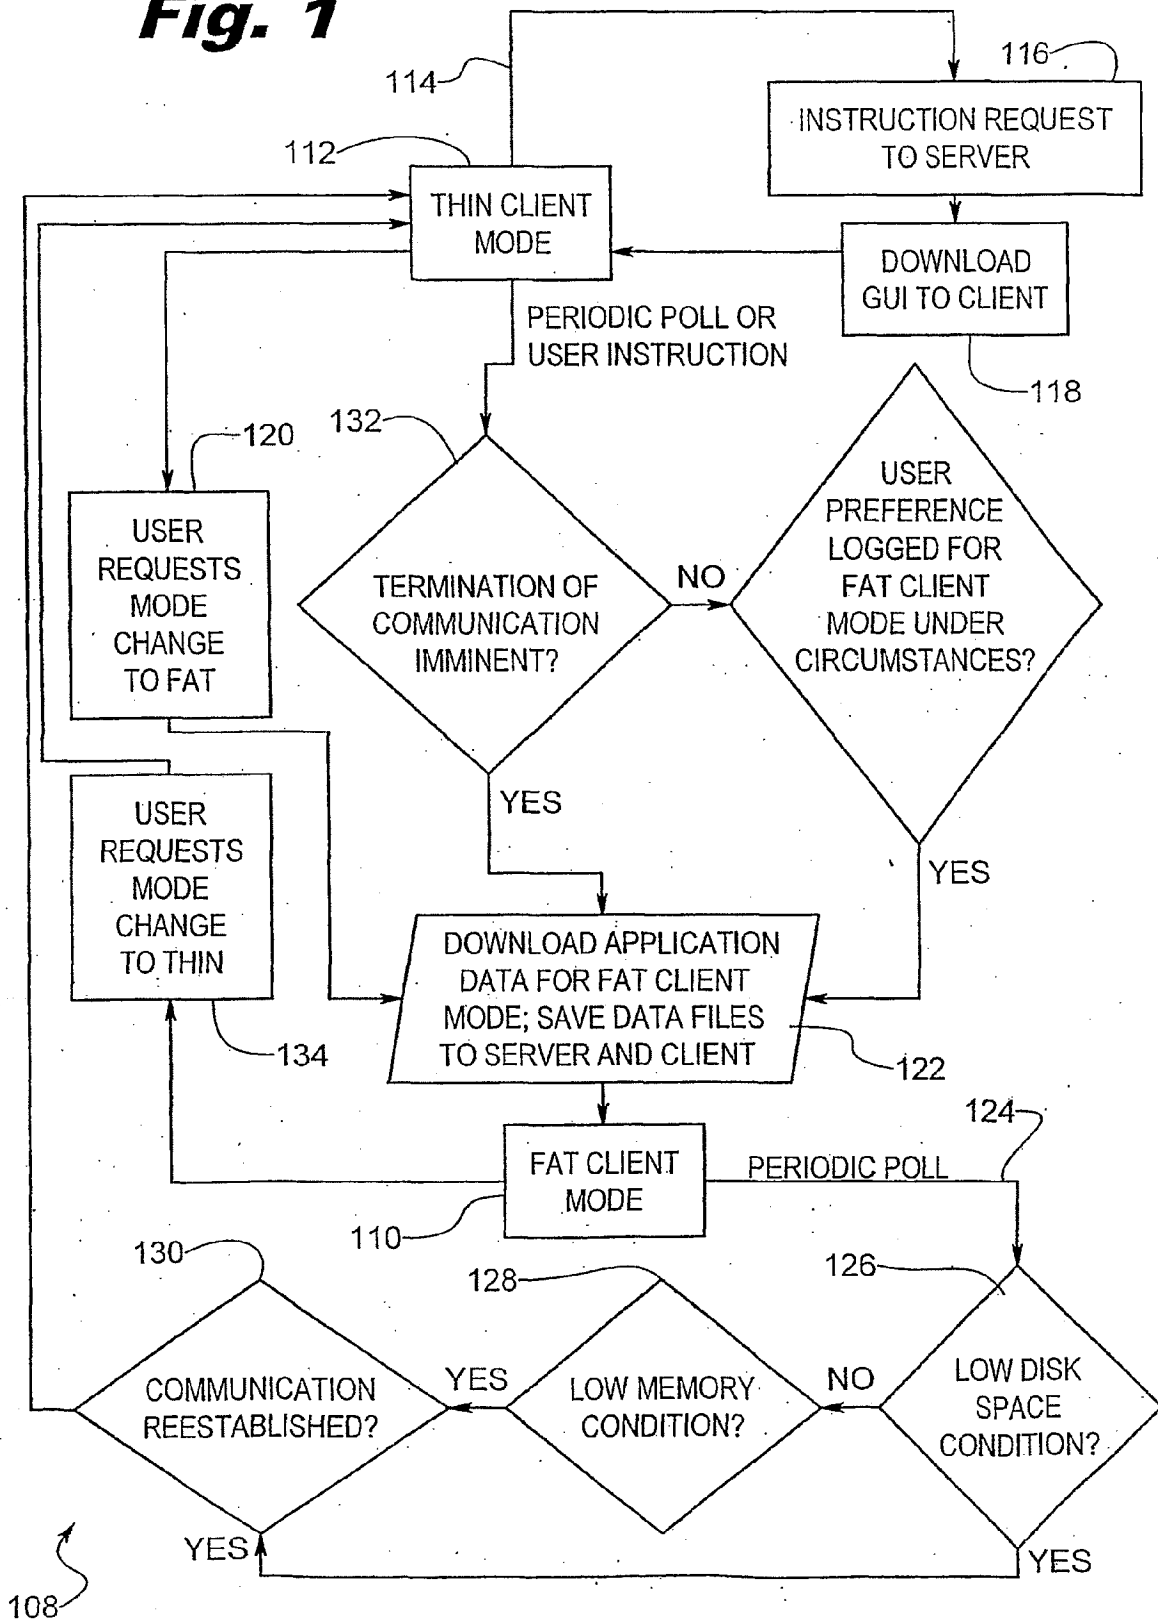 Fig. 1
114
116
INSTRUCTION REQUEST
TO SERVER
112
THIN CLIENT
MODE
DOWNLOAD
GUI TO CLIENT
118
PERIODIC POLL OR
USER INSTRUCTION
132
120
USER
REQUESTS
MODE
CHANGE
TO FAT
TERMINATION OF
COMMUNICATION
IMMINENT?
NO
USER
PREFERENCE
LOGGED FOR
FAT CLIENT
MODE UNDER
CIRCUMSTANCES?
YES
YES
USER
REQUESTS
MODE
CHANGE
TO THIN
134
DOWNLOAD APPLICATION
DATA FOR FAT CLIENT
MODE; SAVE DATA FILES
TO SERVER AND CLIENT
122
FAT CLIENT
MODE
110
PERIODIC POLL
124
130
128
126
COMMUNICATION
REESTABLISHED?
YES
LOW MEMORY
CONDITION?
NO
LOW DISK
SPACE
CONDITION?
YES
YES
108